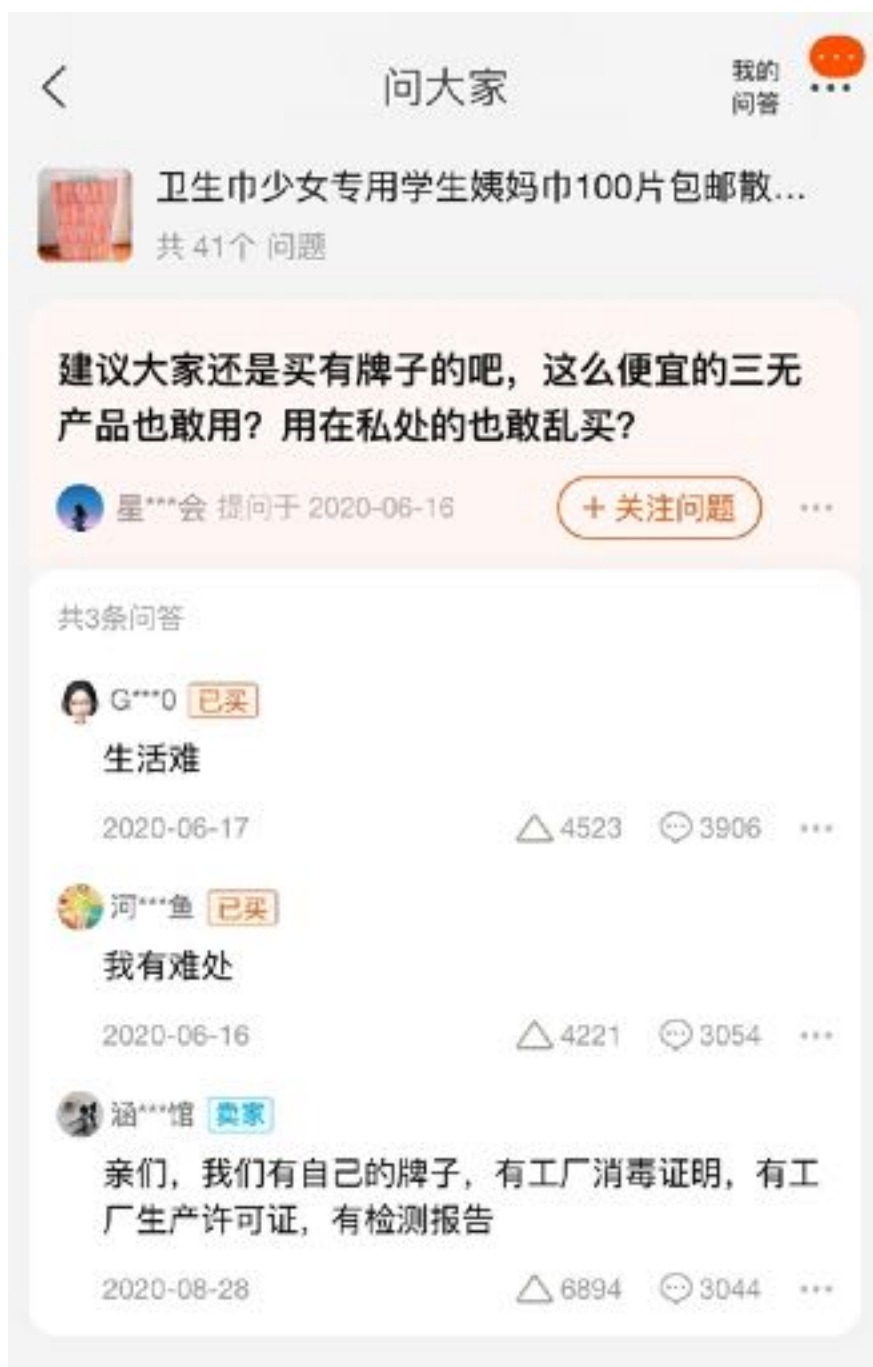 问大家
我的
问答
卫生巾少女专用学生姨妈巾100片包邮散...
共 41个 问题
建议大家还是买有牌子的吧，这么便宜的三无
产品也敢用？用在私处的也敢乱买？
星***会 提问于 2020-06-16
+ 关注问题
共3条问答
G***0 已买
生活难
2020-06-17 4523 3906
河***鱼 已买
我有难处
2020-06-16 4221 3054
涵***馆 卖家
亲们，我们有自己的牌子，有工厂消毒证明，有工
厂生产许可证，有检测报告
2020-08-28 6894 3044